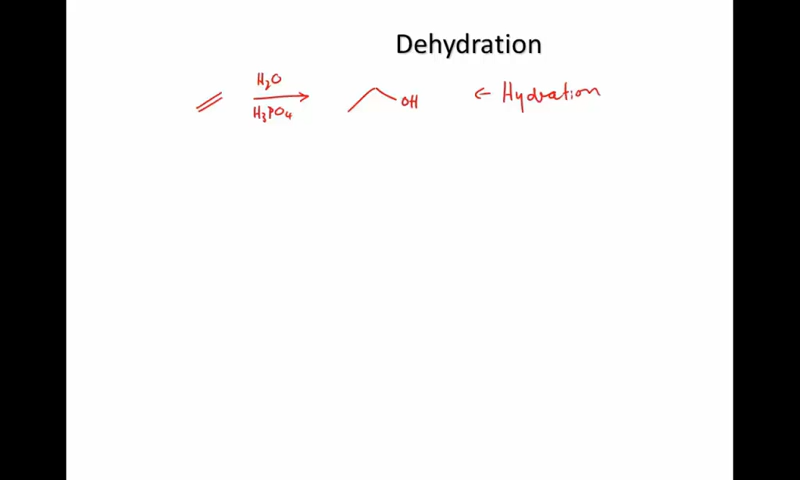 Dehydration
H₂O
H₃PO₄
OH
← Hydration